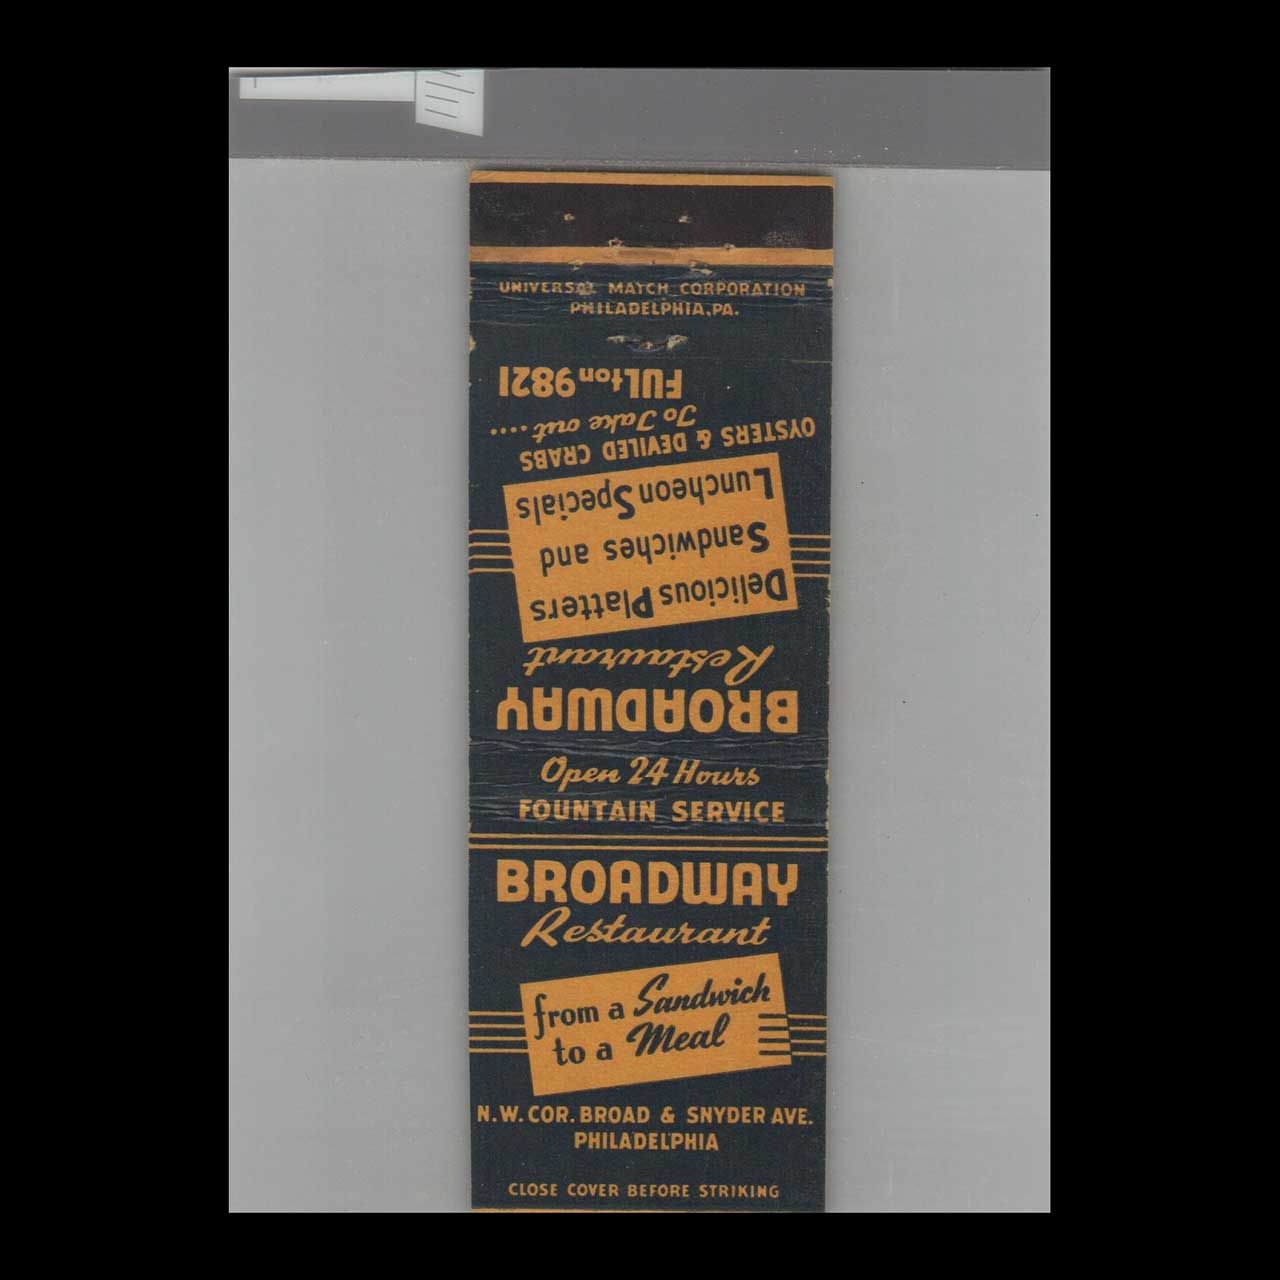 UNIVERSAL MATCH CORPORATION
PHILADELPHIA, PA.
BROADWAY
Restaurant
Delicious Platters
Sandwiches and
Luncheon Specials
OYSTERS & DEVILED CRABS
To Take out....
FULton 9821
Open 24 Hours
FOUNTAIN SERVICE
BROADWAY
Restaurant
from a Sandwich
to a Meal
N.W. COR. BROAD & SNYDER AVE.
PHILADELPHIA
CLOSE COVER BEFORE STRIKING